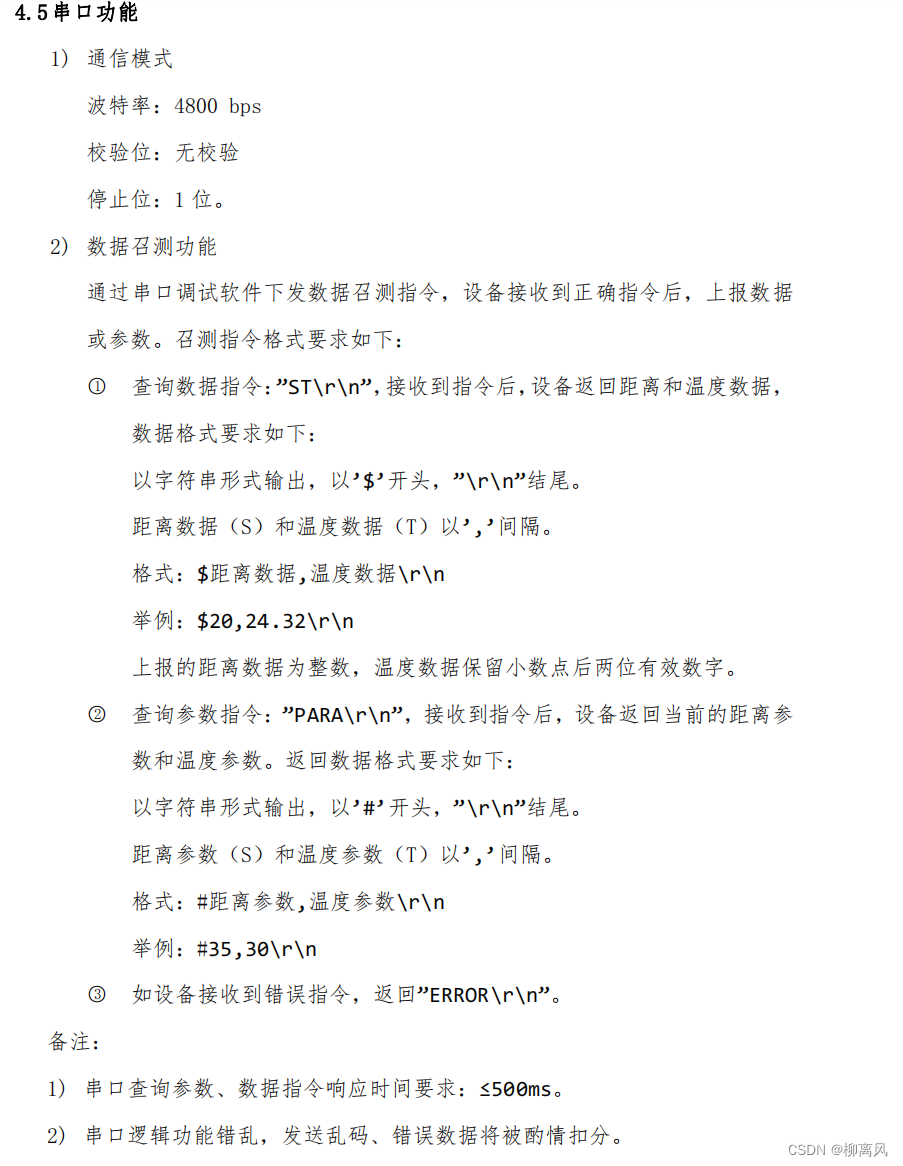 4.5串口功能
1) 通信模式
波特率：4800 bps
校验位：无校验
停止位：1 位。
2) 数据召测功能
通过串口调试软件下发数据召测指令，设备接收到正确指令后，上报数据
或参数。召测指令格式要求如下：
① 查询数据指令：”ST\r\n”，接收到指令后，设备返回距离和温度数据，
数据格式要求如下：
以字符串形式输出，以’$’开头，”\r\n”结尾。
距离数据（S）和温度数据（T）以’,’间隔。
格式：$距离数据,温度数据\r\n
举例：$20,24.32\r\n
上报的距离数据为整数，温度数据保留小数点后两位有效数字。
② 查询参数指令：”PARA\r\n”，接收到指令后，设备返回当前的距离参
数和温度参数。返回数据格式要求如下：
以字符串形式输出，以’#’开头，”\r\n”结尾。
距离参数（S）和温度参数（T）以’,’间隔。
格式：#距离参数,温度参数\r\n
举例：#35,30\r\n
③ 如设备接收到错误指令，返回”ERROR\r\n”。
备注：
1) 串口查询参数、数据指令响应时间要求：≤500ms。
2) 串口逻辑功能错乱，发送乱码、错误数据将被酌情扣分。
CSDN @柳离风